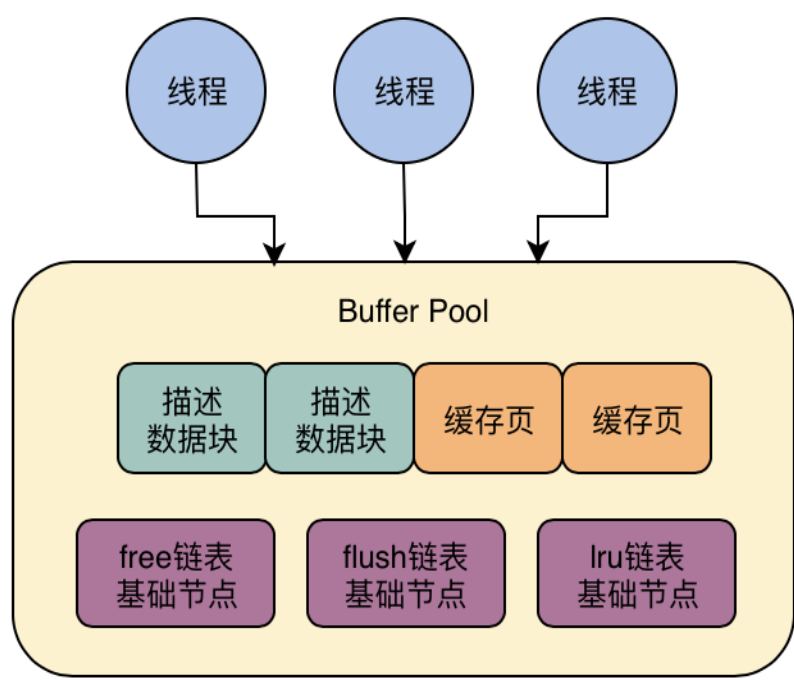 线程
线程
线程
Buffer Pool
描述
数据块
描述
数据块
缓存页
缓存页
free链表
基础节点
flush链表
基础节点
lru链表
基础节点